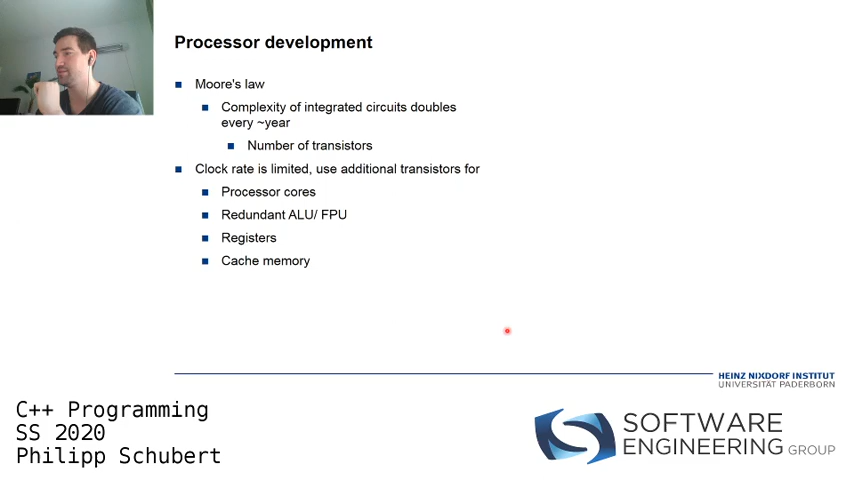 Processor development
Moore's law
Complexity of integrated circuits doubles
every ~year
Number of transistors
Clock rate is limited, use additional transistors for
Processor cores
Redundant ALU/ FPU
Registers
Cache memory
HEINZ NIXDORF INSTITUT
UNIVERSITÄT PADERBORN
C++ Programming
SS 2020
Philipp Schubert
SOFTWARE
ENGINEERING GROUP